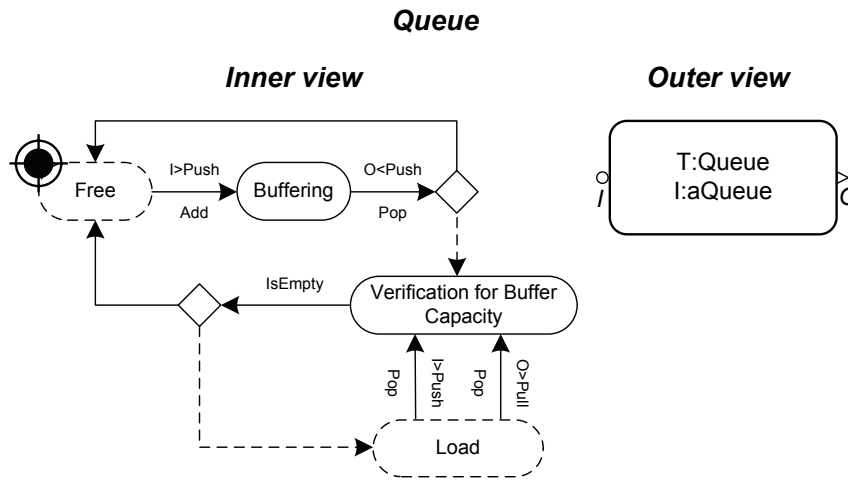 Queue
Inner view
Outer view
Free
I>Push
Add
Buffering
O<Push
Pop
T:Queue
I:aQueue
I
O
IsEmpty
Verification for Buffer
Capacity
Pop
I>Push
Pop
O>Pull
Load